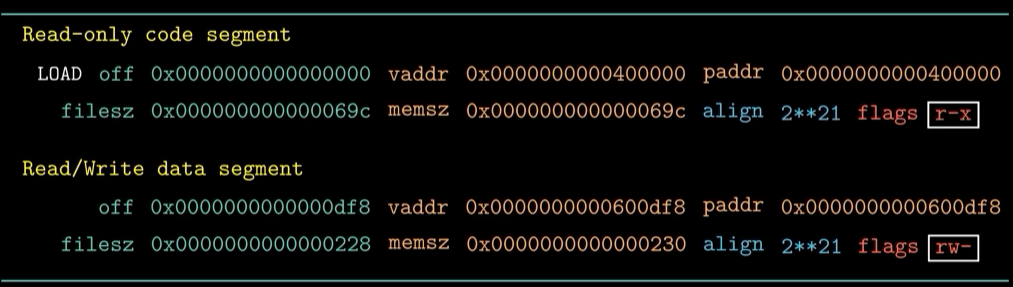 Read-only code segment
LOAD off 0x0000000000000000 vaddr 0x0000000000400000 paddr 0x0000000000400000
filesz 0x000000000000069c memsz 0x000000000000069c align 2**21 flags r-x
Read/Write data segment
off 0x0000000000000df8 vaddr 0x0000000000600df8 paddr 0x0000000000600df8
filesz 0x0000000000000228 memsz 0x0000000000000230 align 2**21 flags rw-